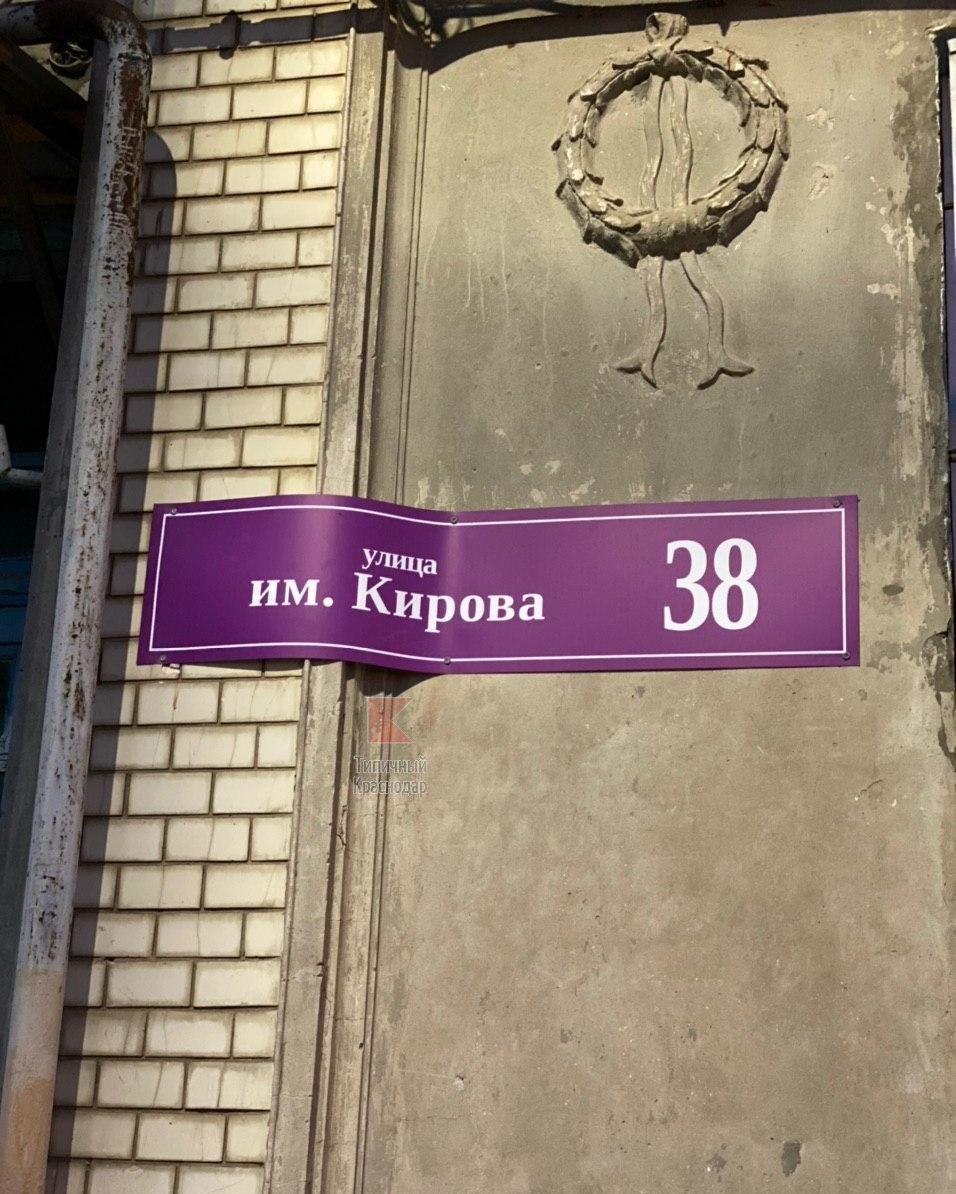 улица
им. Кирова
38
Типичный
Краснодар